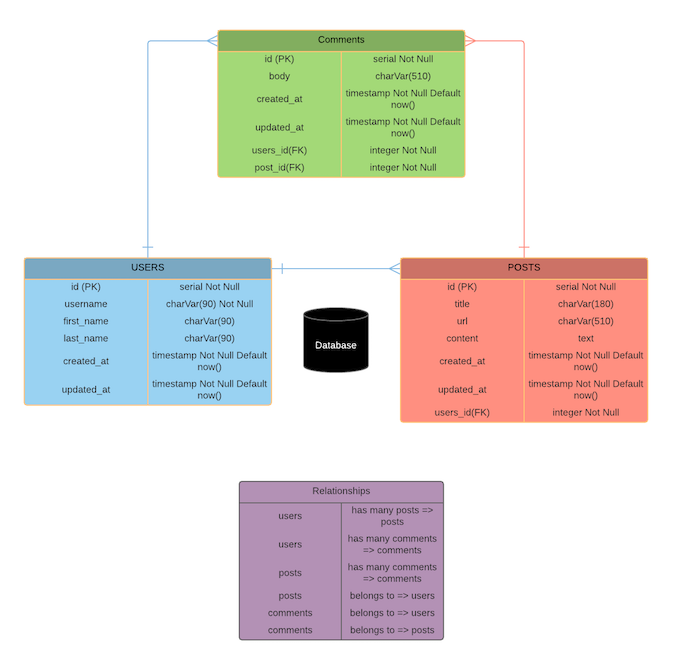 Comments
id (PK) serial Not Null
body charVar(510)
created_at timestamp Not Null Default
now()
updated_at timestamp Not Null Default
now()
users_id(FK) integer Not Null
post_id(FK) integer Not Null
USERS
id (PK) serial Not Null
username charVar(90) Not Null
first_name charVar(90)
last_name charVar(90)
created_at timestamp Not Null Default
now()
updated_at timestamp Not Null Default
now()
Database
POSTS
id (PK) serial Not Null
title charVar(180)
url charVar(510)
content text
created_at timestamp Not Null Default
now()
updated_at timestamp Not Null Default
now()
users_id(FK) integer Not Null
Relationships
users has many posts =>
posts
users has many comments
=> comments
posts has many comments
=> comments
posts belongs to => users
comments belongs to => users
comments belongs to => posts